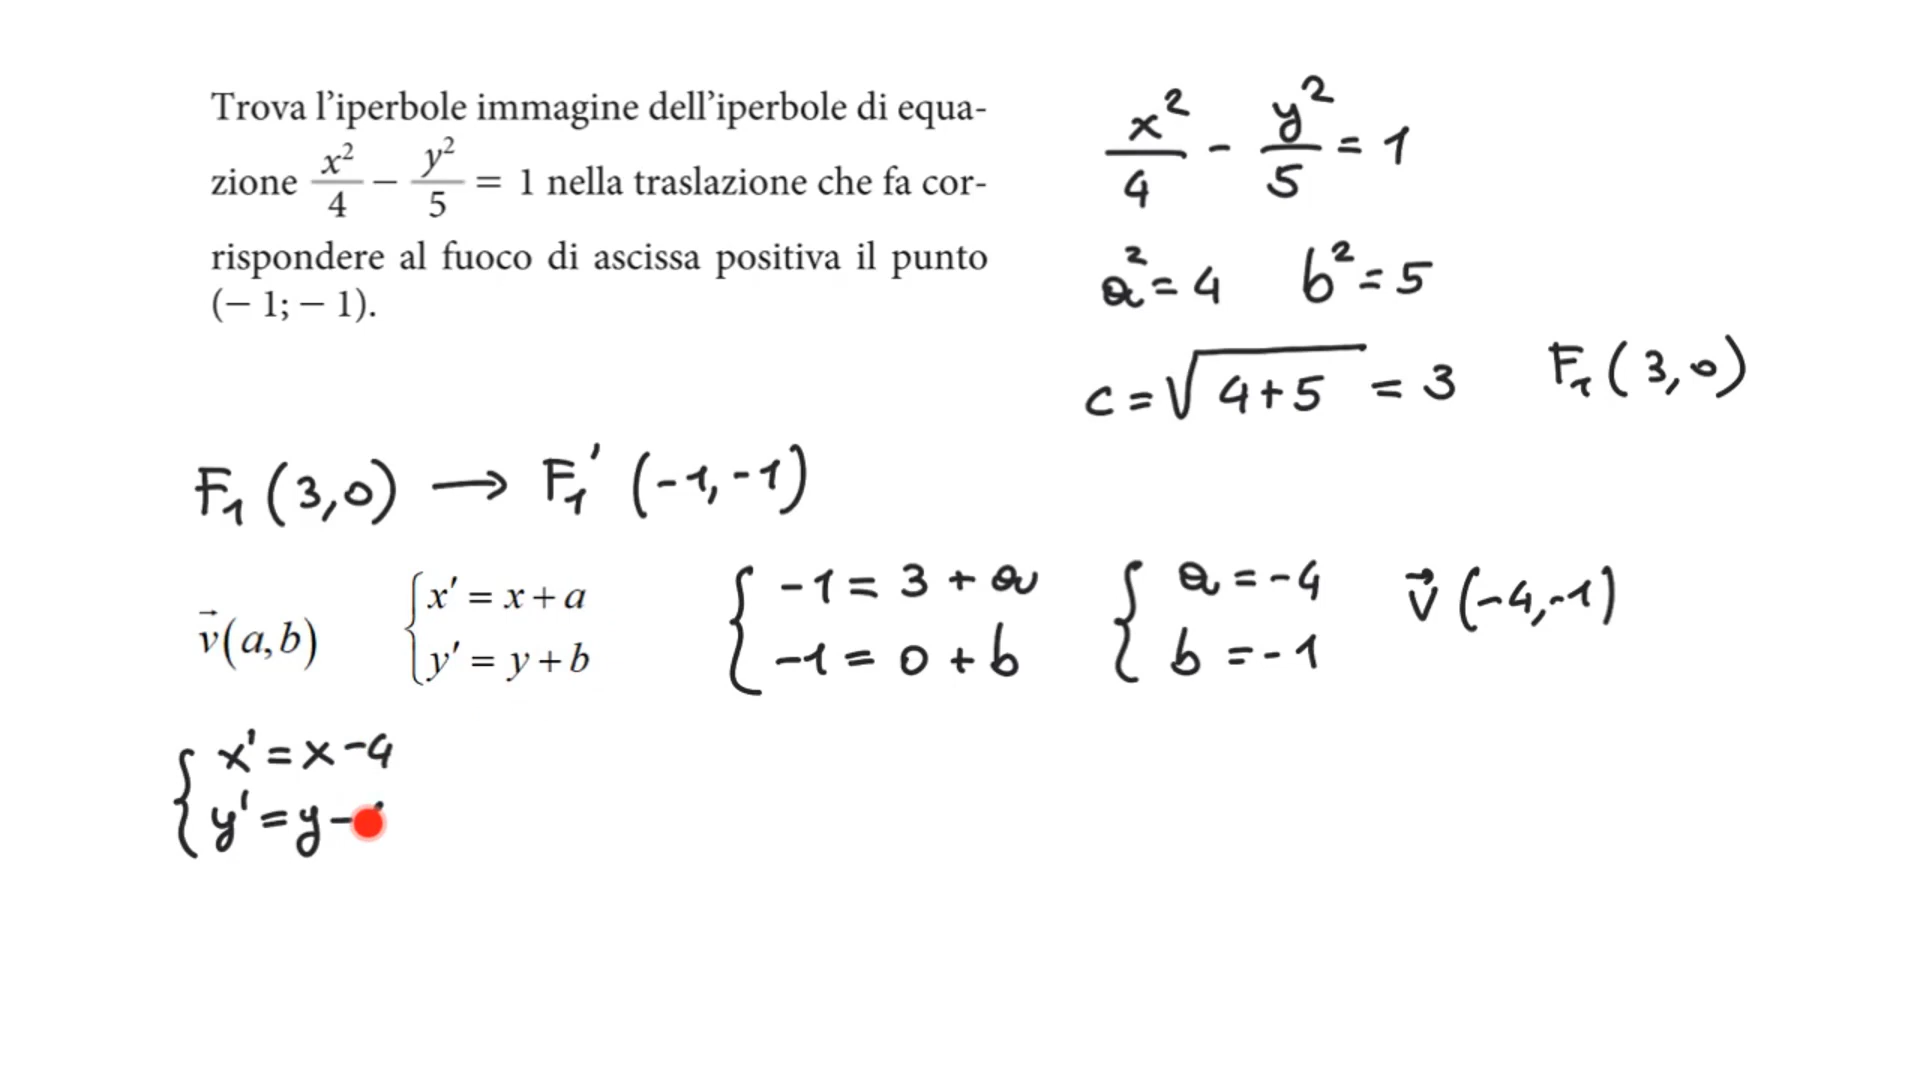 Trova l'iperbole immagine dell'iperbole di equa-
zione x²/4 − y²/5 = 1 nella traslazione che fa cor-
rispondere al fuoco di ascissa positiva il punto
(− 1; − 1).
x²/4 - y²/5 = 1
a² = 4 b² = 5
c = √(4+5) = 3 F₁(3,0)
F₁(3,0) → F₁'(-1,-1)
v⃗(a,b) { x' = x + a { -1 = 3 + a { a = -4 v⃗(-4,-1)
y' = y + b -1 = 0 + b b = -1
{ x' = x - 4
y' = y -